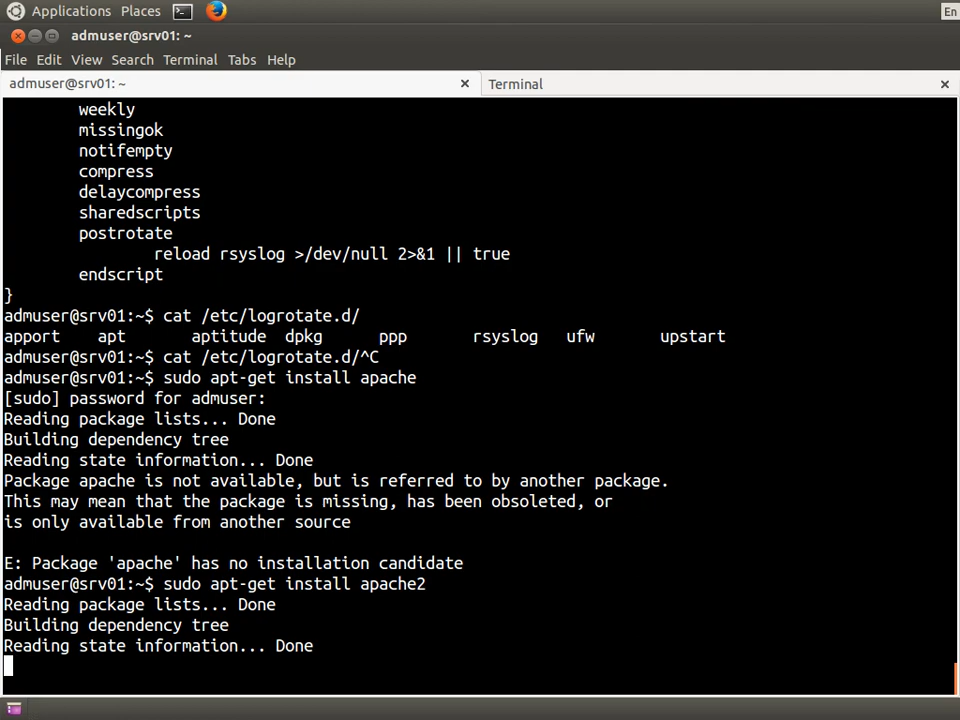 Applications Places
En
admuser@srv01: ~
File Edit View Search Terminal Tabs Help
admuser@srv01: ~ Terminal
weekly
missingok
notifempty
compress
delaycompress
sharedscripts
postrotate
reload rsyslog >/dev/null 2>&1 || true
endscript
}
admuser@srv01:~$ cat /etc/logrotate.d/
apport apt aptitude dpkg ppp rsyslog ufw upstart
admuser@srv01:~$ cat /etc/logrotate.d/^C
admuser@srv01:~$ sudo apt-get install apache
[sudo] password for admuser:
Reading package lists... Done
Building dependency tree
Reading state information... Done
Package apache is not available, but is referred to by another package.
This may mean that the package is missing, has been obsoleted, or
is only available from another source
E: Package 'apache' has no installation candidate
admuser@srv01:~$ sudo apt-get install apache2
Reading package lists... Done
Building dependency tree
Reading state information... Done